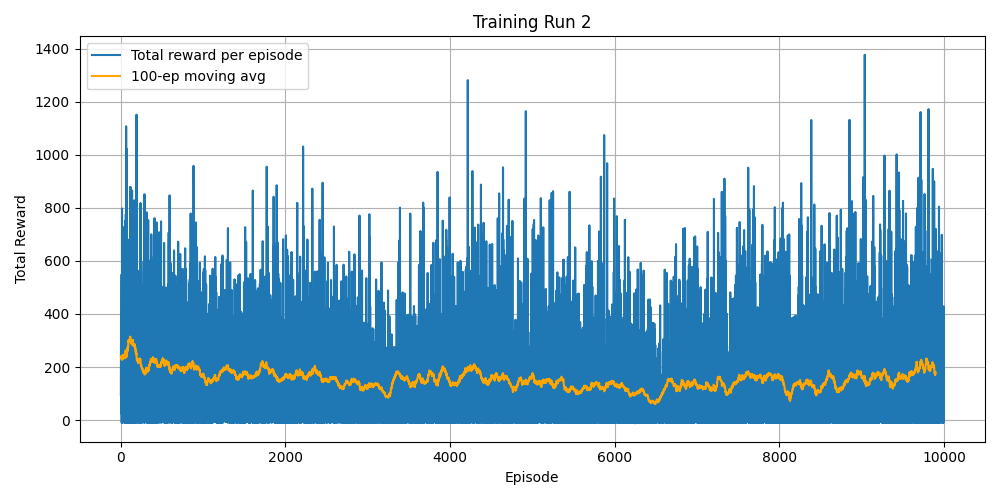 Training Run 2
Total reward per episode
100-ep moving avg
Total Reward
1400
1200
1000
800
600
400
200
0
0 2000 4000 6000 8000 10000
Episode